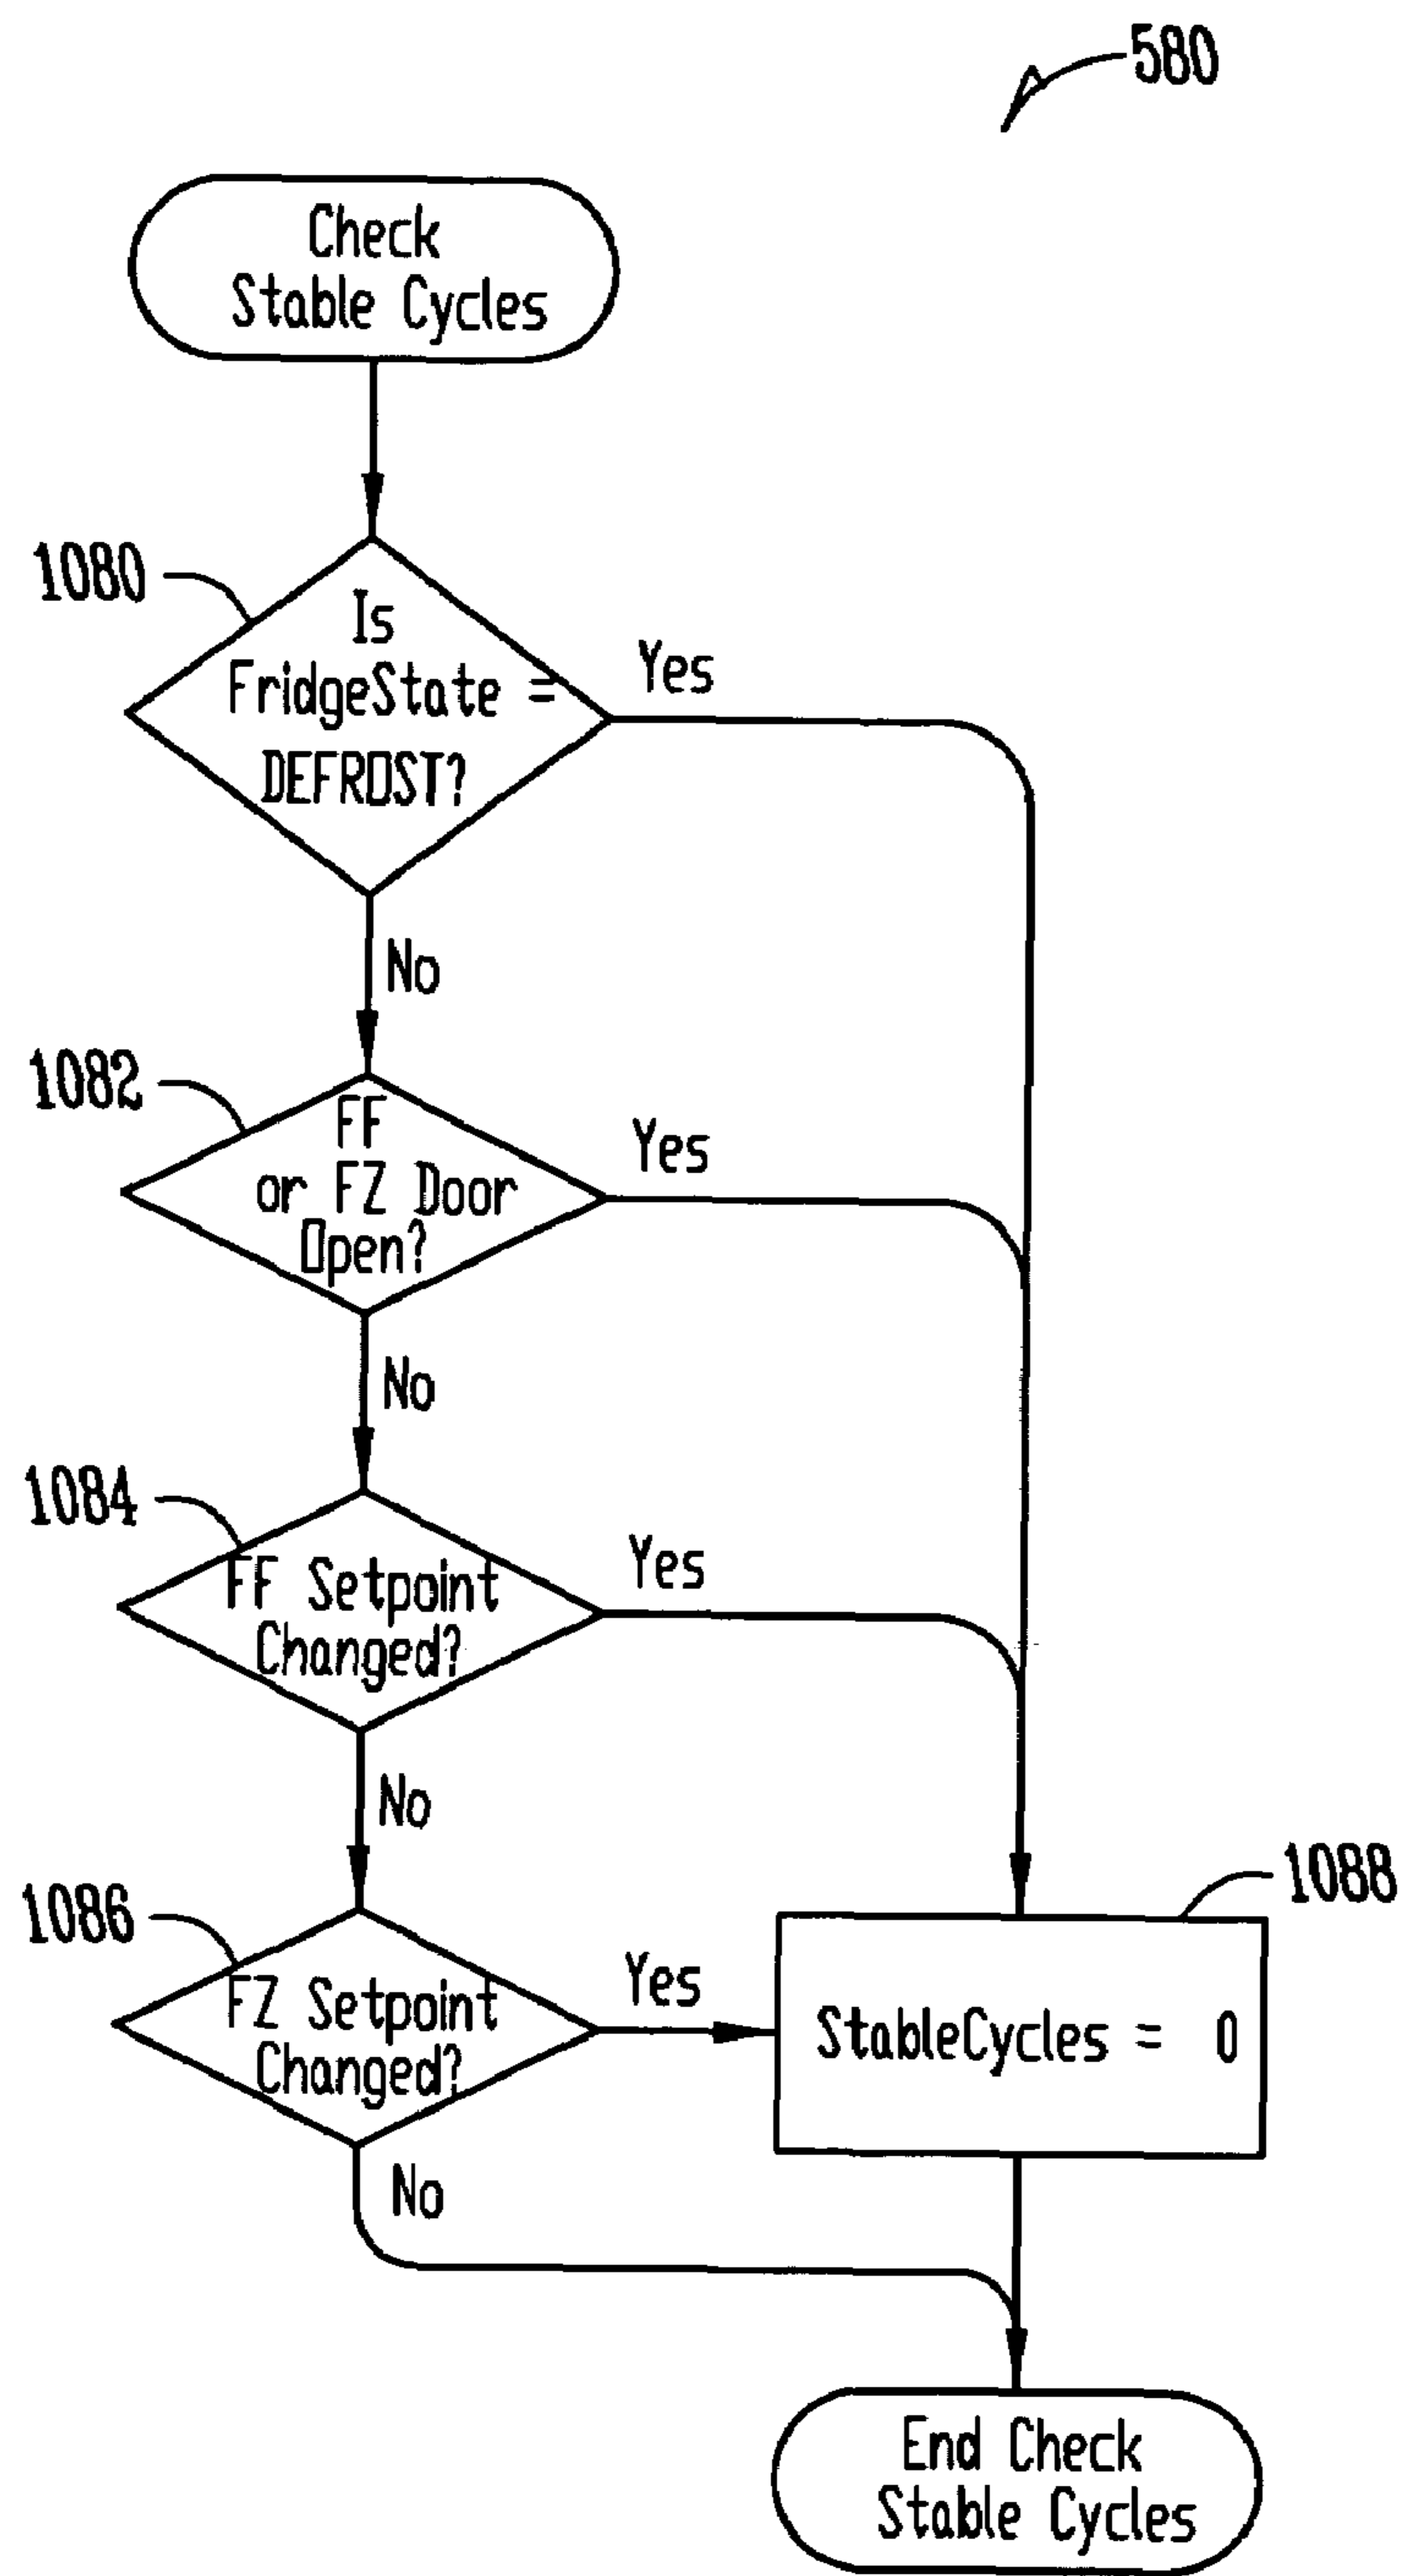 580
Check
Stable Cycles
1080
Is
FridgeState =
DEFROST?
Yes
No
1082
FF
or FZ Door
Open?
Yes
No
1084
FF Setpoint
Changed?
Yes
No
1086
FZ Setpoint
Changed?
Yes
No
1088
StableCycles = 0
End Check
Stable Cycles